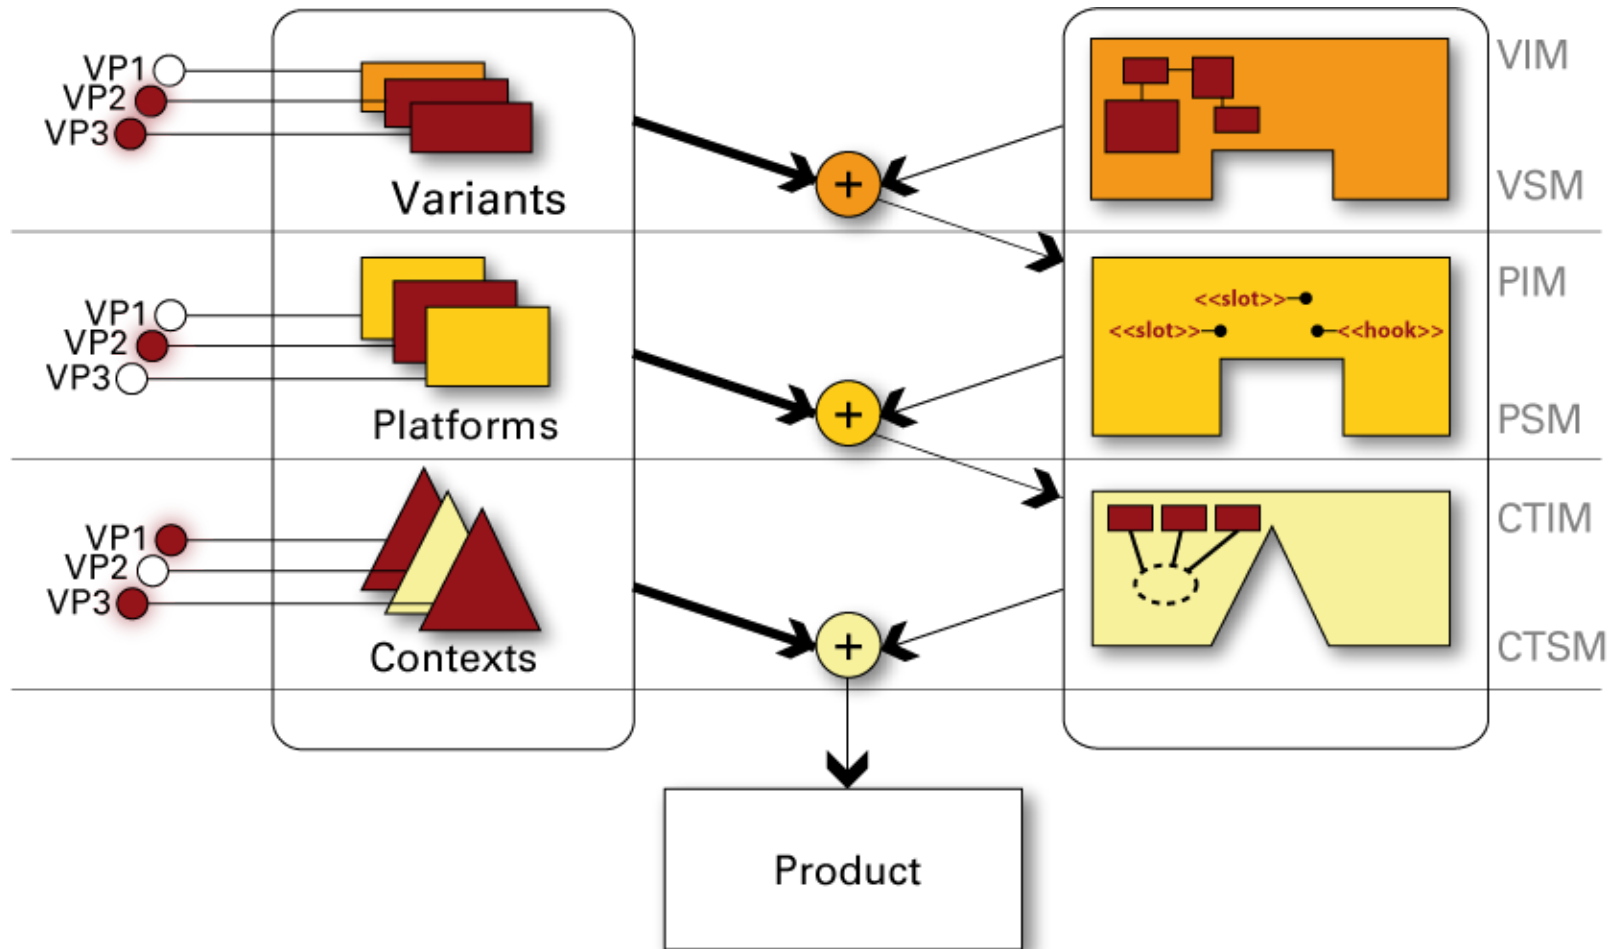 VP1
VP2
VP3
Variants
+
VIM
VSM
VP1
VP2
VP3
Platforms
+
<<slot>>
<<slot>>
<<hook>>
PIM
PSM
VP1
VP2
VP3
Contexts
+
CTIM
CTSM
Product